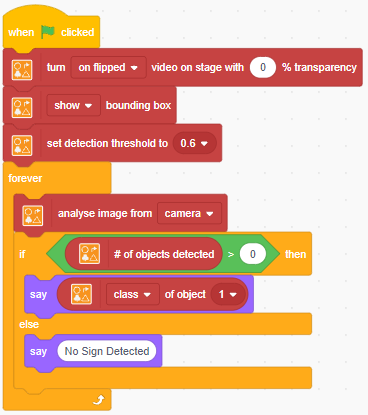 when clicked
turn on flipped video on stage with 0 % transparency
show bounding box
set detection threshold to 0.6
forever
analyse image from camera
if # of objects detected > 0 then
say class of object 1
else
say No Sign Detected